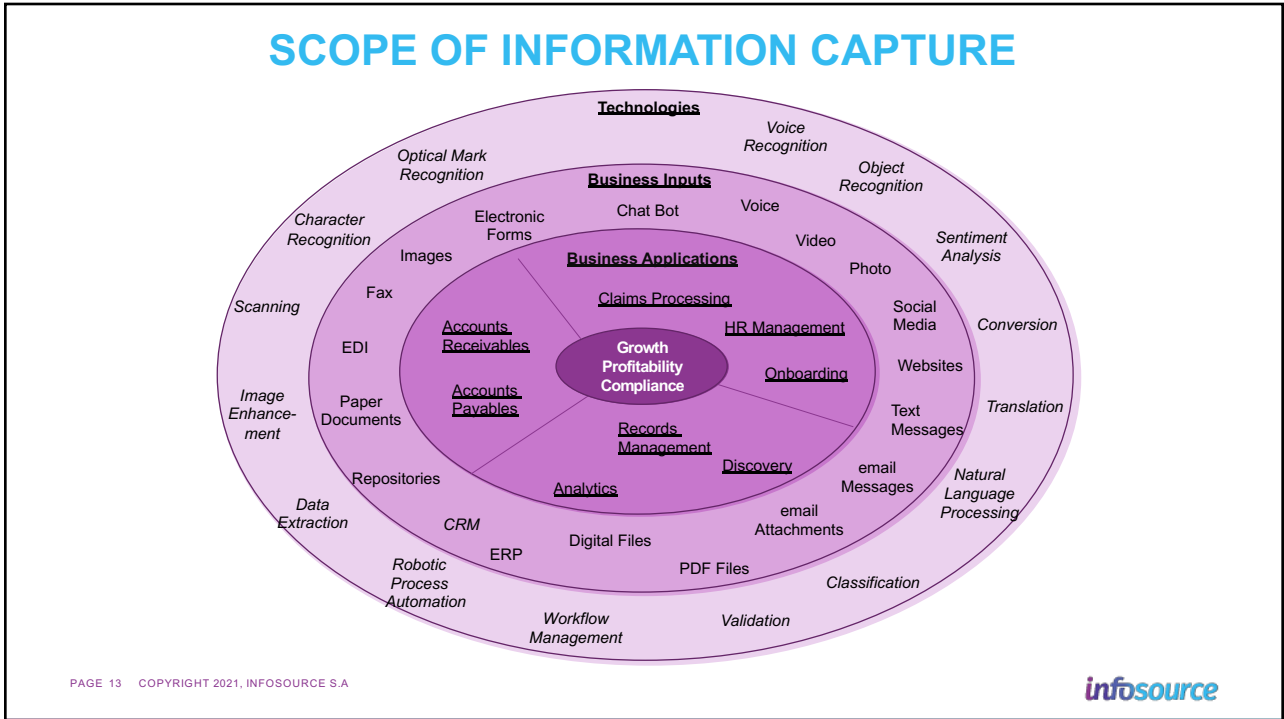 SCOPE OF INFORMATION CAPTURE
Technologies
Voice
Recognition
Object
Recognition
Sentiment
Analysis
Conversion
Translation
Natural
Language
Processing
Classification
Validation
Workflow
Management
Robotic
Process
Automation
Data
Extraction
Image
Enhance-
ment
Scanning
Character
Recognition
Optical Mark
Recognition
Business Inputs
Chat Bot
Voice
Video
Photo
Social
Media
Websites
Text
Messages
email
Messages
email
Attachments
PDF Files
Digital Files
ERP
CRM
Repositories
Paper
Documents
EDI
Fax
Images
Electronic
Forms
Business Applications
Claims Processing
HR Management
Onboarding
Discovery
Records
Management
Analytics
Accounts
Payables
Accounts
Receivables
Growth
Profitability
Compliance
PAGE 13 COPYRIGHT 2021, INFOSOURCE S.A
infosource